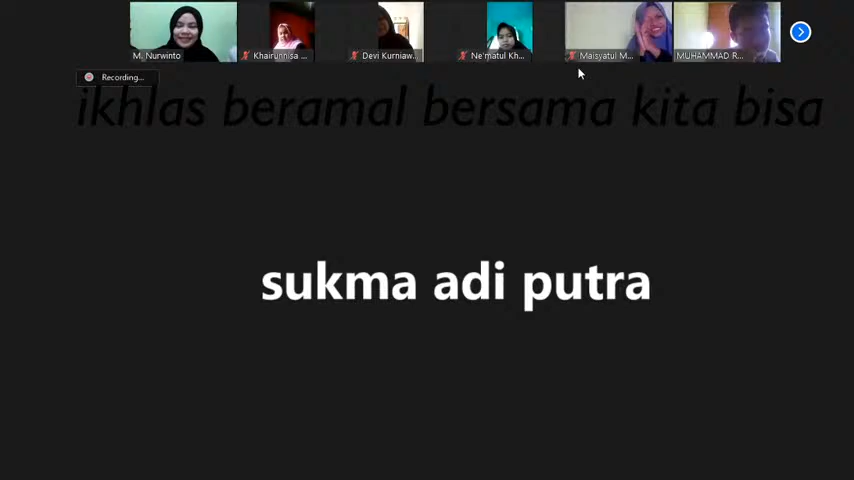 M. Nurwinto
Khairunnisa ...
Devi Kurniaw...
Ne'matul Kh...
Maisyatul M...
MUHAMMAD R...
Recording...
ikhlas beramal bersama kita bisa
sukma adi putra